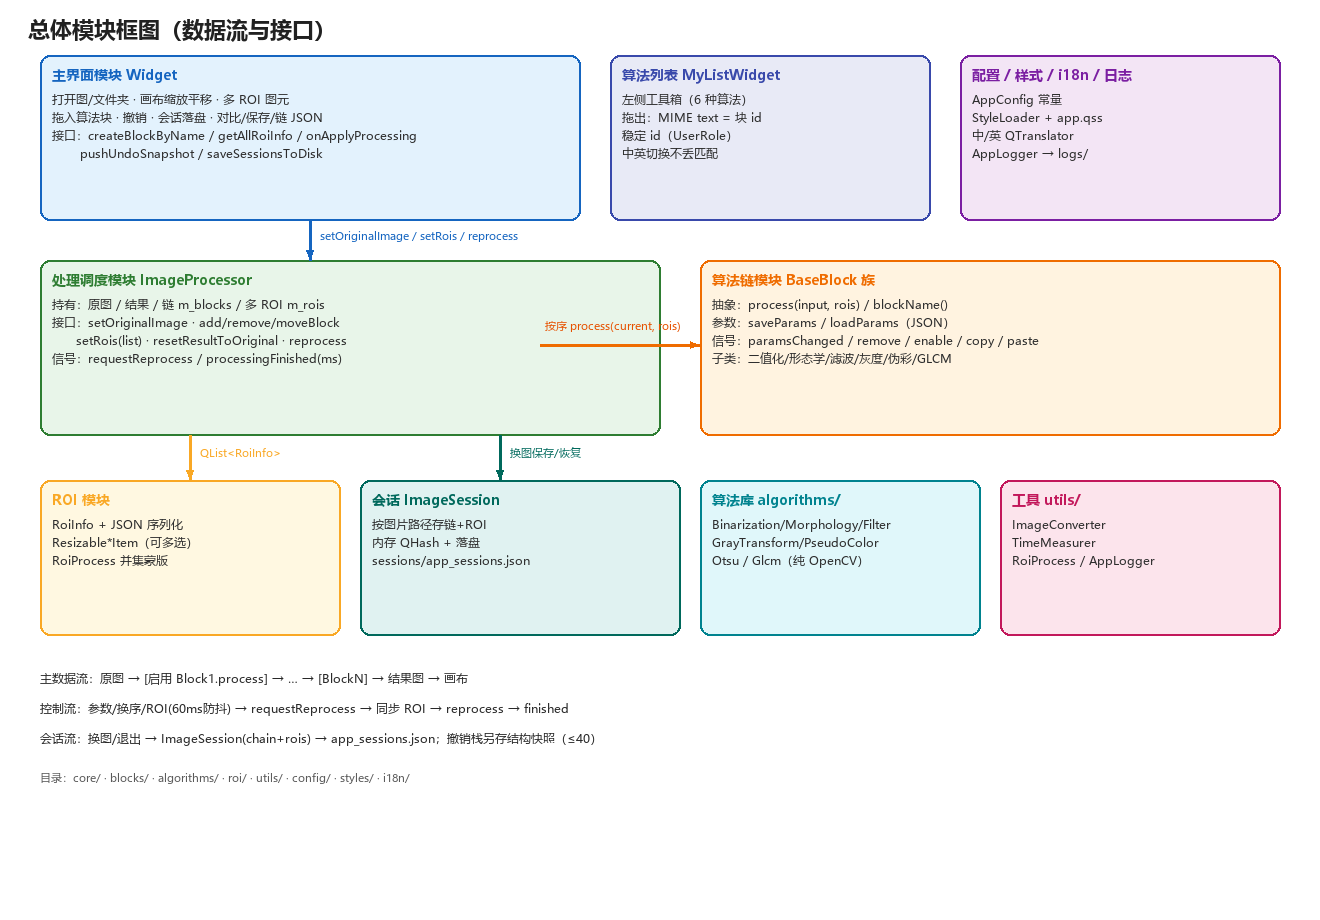 总体模块框图（数据流与接口）
主界面模块 Widget
打开图/文件夹 · 画布缩放平移 · 多 ROI 图元
拖入算法块 · 撤销 · 会话落盘 · 对比/保存/链 JSON
接口：createBlockByName / getAllRoiInfo / onApplyProcessing
pushUndoSnapshot / saveSessionsToDisk
算法列表 MyListWidget
左侧工具箱（6 种算法）
拖出：MIME text = 块 id
稳定 id（UserRole）
中英切换不丢匹配
配置 / 样式 / i18n / 日志
AppConfig 常量
StyleLoader + app.qss
中/英 QTranslator
AppLogger → logs/
setOriginalImage / setRois / reprocess
处理调度模块 ImageProcessor
持有：原图 / 结果 / 链 m_blocks / 多 ROI m_rois
接口：setOriginalImage · add/remove/moveBlock
setRois(list) · resetResultToOriginal · reprocess
信号：requestReprocess / processingFinished(ms)
按序 process(current, rois)
算法链模块 BaseBlock 族
抽象：process(input, rois) / blockName()
参数：saveParams / loadParams（JSON）
信号：paramsChanged / remove / enable / copy / paste
子类：二值化/形态学/滤波/灰度/伪彩/GLCM
QList<RoiInfo>
换图保存/恢复
ROI 模块
RoiInfo + JSON 序列化
Resizable*Item（可多选）
RoiProcess 并集蒙版
会话 ImageSession
按图片路径存链+ROI
内存 QHash + 落盘
sessions/app_sessions.json
算法库 algorithms/
Binarization/Morphology/Filter
GrayTransform/PseudoColor
Otsu / Glcm（纯 OpenCV）
工具 utils/
ImageConverter
TimeMeasurer
RoiProcess / AppLogger
主数据流：原图 → [启用 Block1.process] → … → [BlockN] → 结果图 → 画布
控制流：参数/换序/ROI(60ms防抖) → requestReprocess → 同步 ROI → reprocess → finished
会话流：换图/退出 → ImageSession(chain+rois) → app_sessions.json；撤销栈另存结构快照（≤40）
目录：core/ · blocks/ · algorithms/ · roi/ · utils/ · config/ · styles/ · i18n/